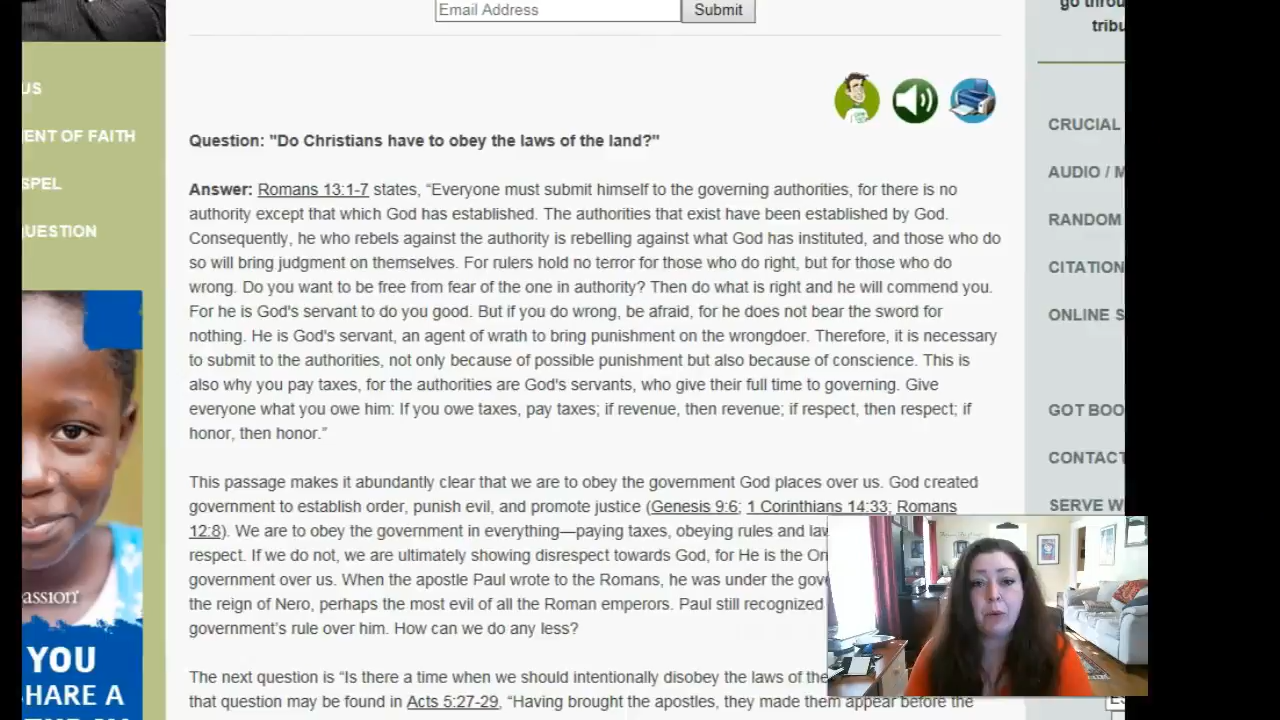 go throu
tribu
Email Address
Submit
US
ENT OF FAITH
SPEL
UESTION
CRUCIAL
AUDIO / M
RANDOM
CITATION
ONLINE S
GOT BOO
CONTACT
SERVE W
Question: "Do Christians have to obey the laws of the land?"
Answer: Romans 13:1-7 states, “Everyone must submit himself to the governing authorities, for there is no
authority except that which God has established. The authorities that exist have been established by God.
Consequently, he who rebels against the authority is rebelling against what God has instituted, and those who do
so will bring judgment on themselves. For rulers hold no terror for those who do right, but for those who do
wrong. Do you want to be free from fear of the one in authority? Then do what is right and he will commend you.
For he is God's servant to do you good. But if you do wrong, be afraid, for he does not bear the sword for
nothing. He is God's servant, an agent of wrath to bring punishment on the wrongdoer. Therefore, it is necessary
to submit to the authorities, not only because of possible punishment but also because of conscience. This is
also why you pay taxes, for the authorities are God's servants, who give their full time to governing. Give
everyone what you owe him: If you owe taxes, pay taxes; if revenue, then revenue; if respect, then respect; if
honor, then honor.”
This passage makes it abundantly clear that we are to obey the government God places over us. God created
government to establish order, punish evil, and promote justice (Genesis 9:6; 1 Corinthians 14:33; Romans
12:8). We are to obey the government in everything—paying taxes, obeying rules and law
respect. If we do not, we are ultimately showing disrespect towards God, for He is the On
government over us. When the apostle Paul wrote to the Romans, he was under the gove
the reign of Nero, perhaps the most evil of all the Roman emperors. Paul still recognized
government’s rule over him. How can we do any less?
The next question is “Is there a time when we should intentionally disobey the laws of the
that question may be found in Acts 5:27-29, “Having brought the apostles, they made them appear before the
assion
YOU
HARE A